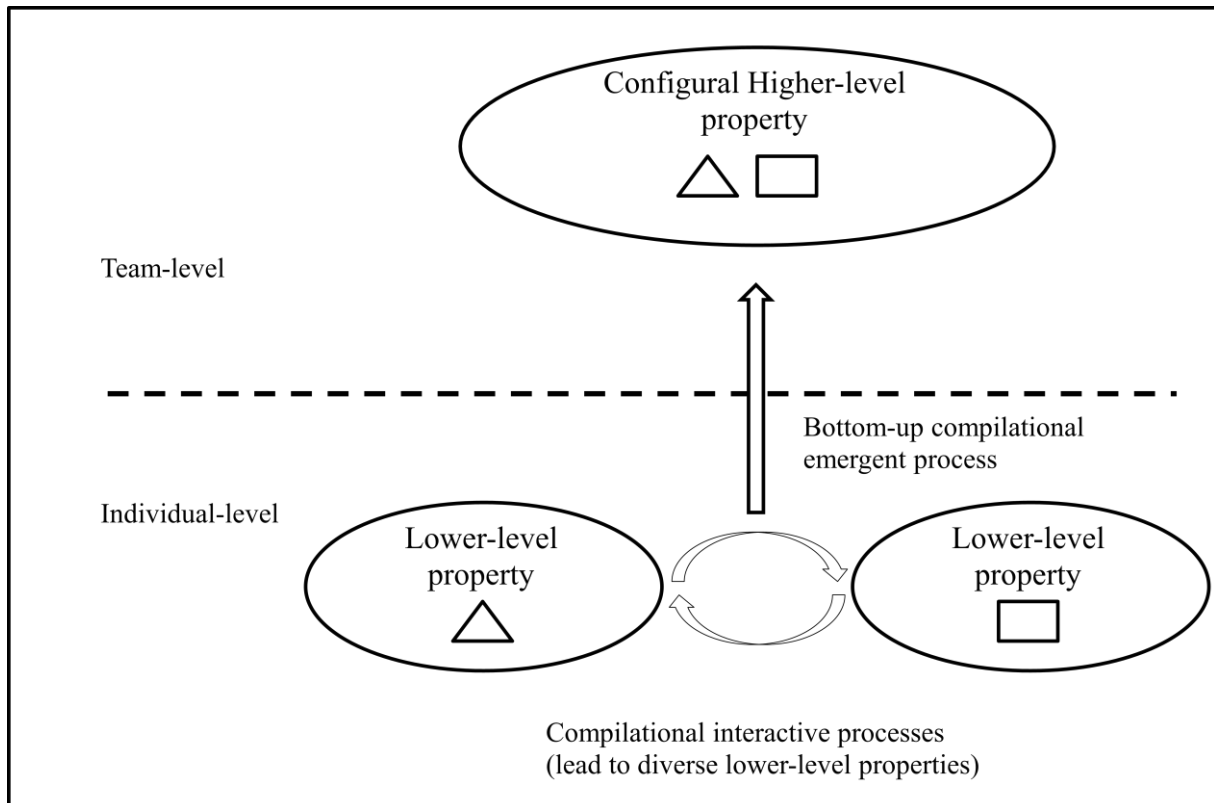 Configural Higher-level
property
Team-level
Bottom-up compilational
emergent process
Individual-level
Lower-level
property
Lower-level
property
Compilational interactive processes
(lead to diverse lower-level properties)